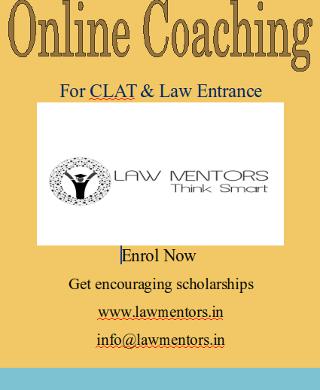 Online Coaching
For CLAT & Law Entrance
LAW MENTORS
Think Smart
Enrol Now
Get encouraging scholarships
www.lawmentors.in
info@lawmentors.in